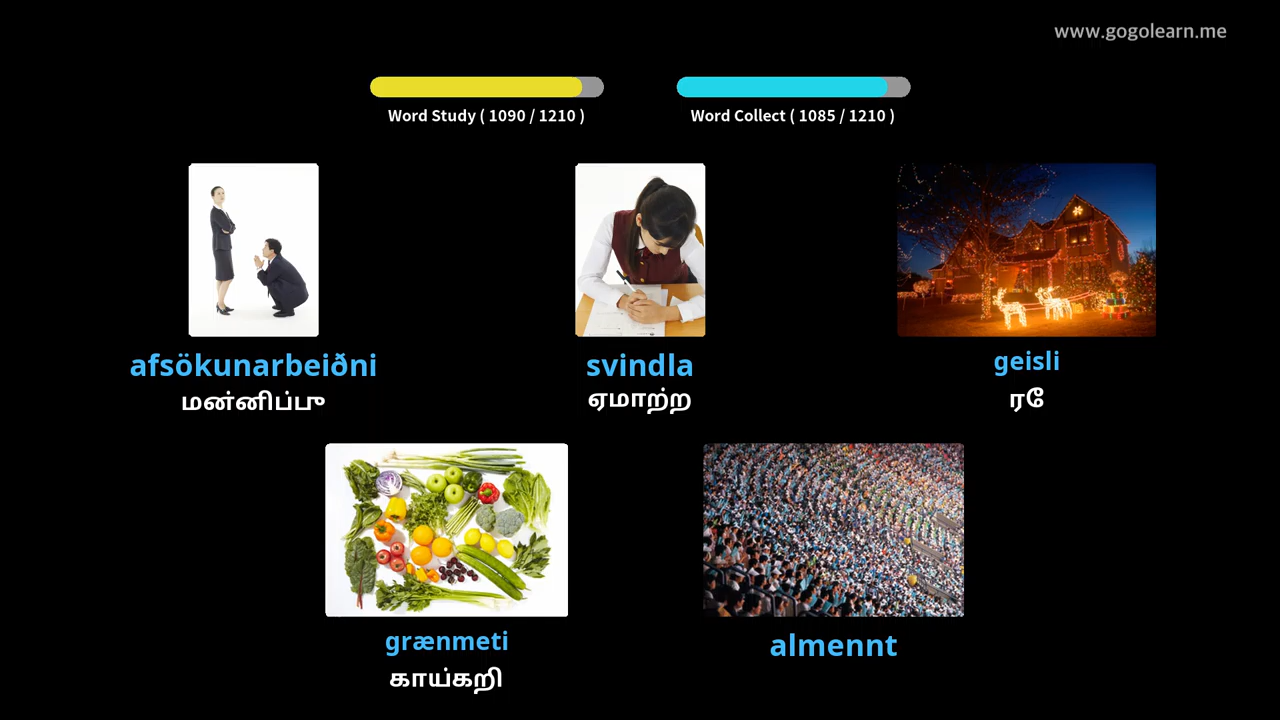 www.gogolearn.me
Word Study ( 1090 / 1210 )
Word Collect ( 1085 / 1210 )
afsökunarbeiðni
மன்னிப்பு
svindla
ஏமாற்ற
geisli
ரே
grænmeti
காய்கறி
almennt